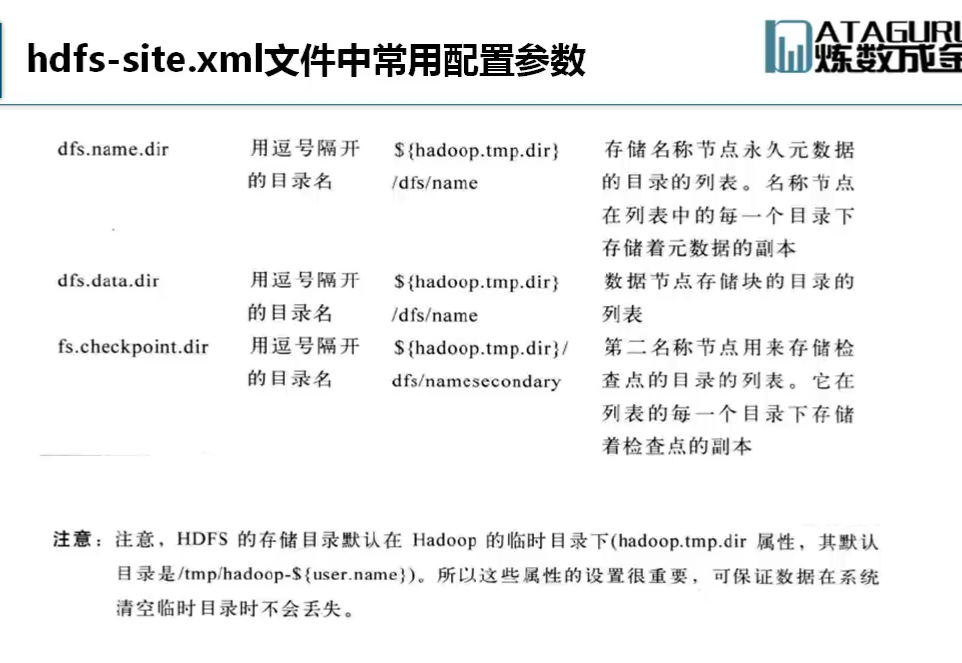 hdfs-site.xml文件中常用配置参数
ATAGURU
炼数成金
dfs.name.dir 用逗号隔开 ${hadoop.tmp.dir} 存储名称节点永久元数据
的目录名 /dfs/name 的目录的列表。名称节点
在列表中的每一个目录下
存储着元数据的副本
dfs.data.dir 用逗号隔开 ${hadoop.tmp.dir} 数据节点存储块的目录的
的目录名 /dfs/name 列表
fs.checkpoint.dir 用逗号隔开 ${hadoop.tmp.dir}/ 第二名称节点用来存储检
的目录名 dfs/namesecondary 查点的目录的列表。它在
列表的每一个目录下存储
着检查点的副本
注意：注意，HDFS 的存储目录默认在 Hadoop 的临时目录下(hadoop.tmp.dir 属性，其默认
目录是/tmp/hadoop-${user.name})。所以这些属性的设置很重要，可保证数据在系统
清空临时目录时不会丢失。